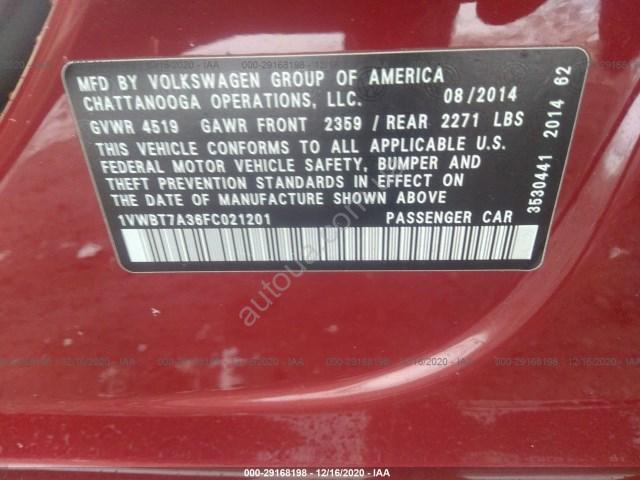 MFD BY VOLKSWAGEN GROUP OF AMERICA
CHATTANOOGA OPERATIONS, LLC. 08/2014
GVWR 4519 GAWR FRONT 2359 / REAR 2271 LBS
THIS VEHICLE CONFORMS TO ALL APPLICABLE U.S.
FEDERAL MOTOR VEHICLE SAFETY, BUMPER AND
THEFT PREVENTION STANDARDS IN EFFECT ON
THE DATE OF MANUFACTURE SHOWN ABOVE
1VWBT7A36FC021201 PASSENGER CAR
3530441 2014 62
autoua.com
000-29168198 - 12/16/2020 - IAA